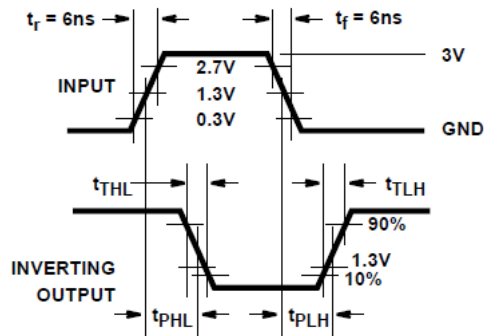 tr = 6ns
tf = 6ns
3V
INPUT
2.7V
1.3V
0.3V
GND
tTHL
tTLH
90%
INVERTING
OUTPUT
1.3V
10%
tPHL
tPLH